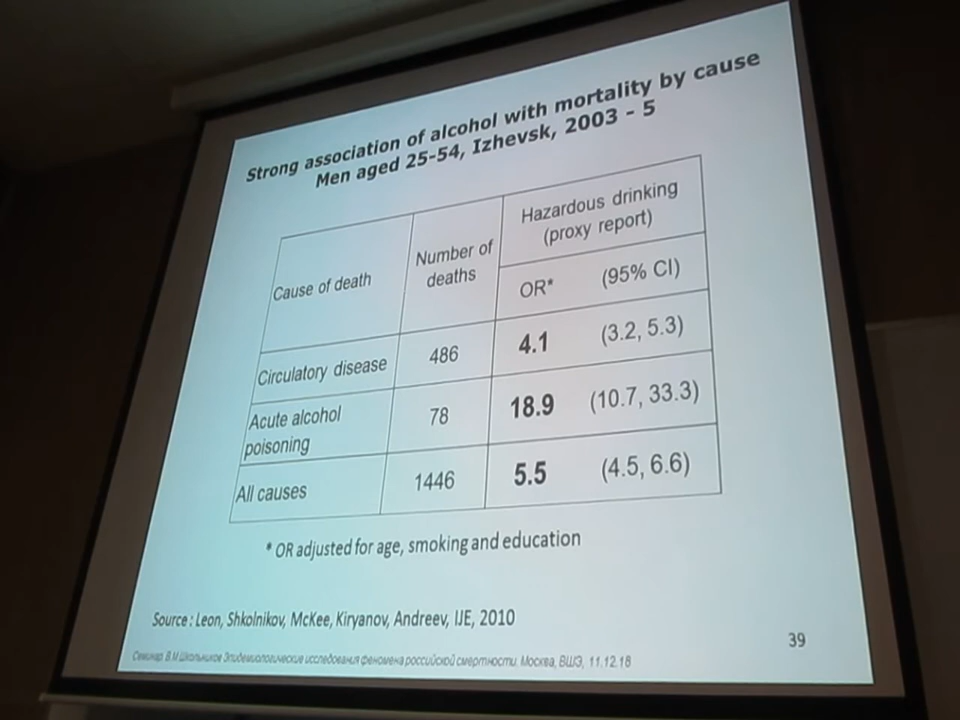 Strong association of alcohol with mortality by cause
Men aged 25-54, Izhevsk, 2003 - 5
Cause of death
Number of
deaths
Hazardous drinking
(proxy report)
OR* (95% CI)
Circulatory disease 486 4.1 (3.2, 5.3)
Acute alcohol
poisoning 78 18.9 (10.7, 33.3)
All causes 1446 5.5 (4.5, 6.6)
* OR adjusted for age, smoking and education
Source : Leon, Shkolnikov, McKee, Kiryanov, Andreev, IJE, 2010
39
Семинар В.М.Школьников Эпидемиологические исследования феномена российской смертности. Москва, ВШЭ, 11.12.18